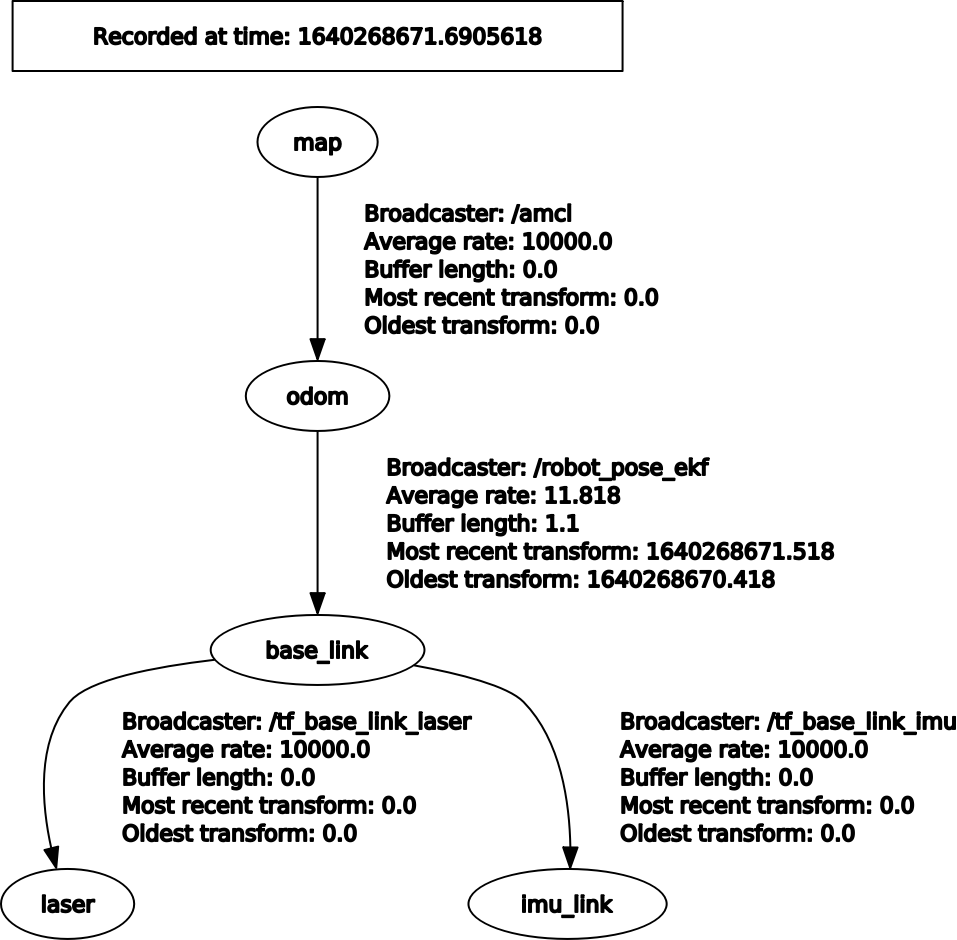 Recorded at time: 1640268671.6905618
map
Broadcaster: /amcl
Average rate: 10000.0
Buffer length: 0.0
Most recent transform: 0.0
Oldest transform: 0.0
odom
Broadcaster: /robot_pose_ekf
Average rate: 11.818
Buffer length: 1.1
Most recent transform: 1640268671.518
Oldest transform: 1640268670.418
base_link
Broadcaster: /tf_base_link_laser
Average rate: 10000.0
Buffer length: 0.0
Most recent transform: 0.0
Oldest transform: 0.0
Broadcaster: /tf_base_link_imu
Average rate: 10000.0
Buffer length: 0.0
Most recent transform: 0.0
Oldest transform: 0.0
laser
imu_link